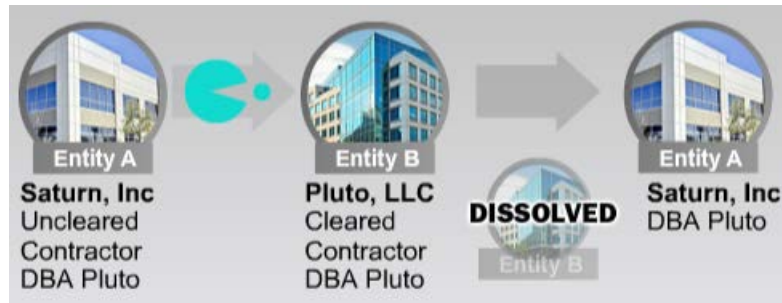 Entity A
Saturn, Inc
Uncleared
Contractor
DBA Pluto
Entity B
Pluto, LLC
Cleared
Contractor
DBA Pluto
DISSOLVED
Entity B
Entity A
Saturn, Inc
DBA Pluto